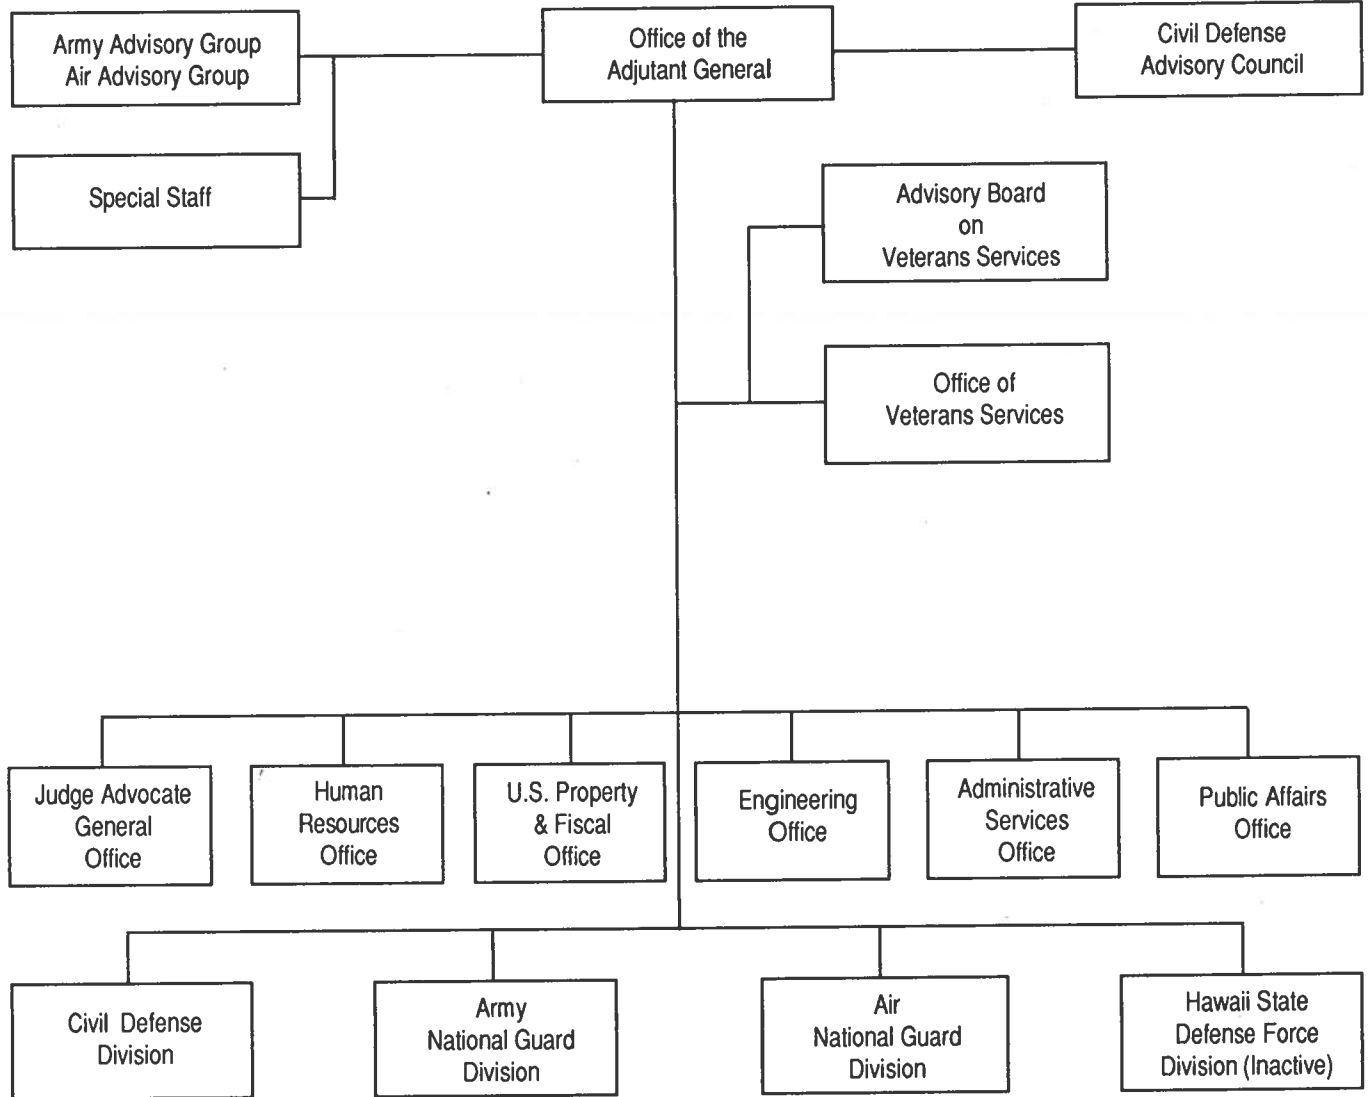 Army Advisory Group
Air Advisory Group
Office of the
Adjutant General
Civil Defense
Advisory Council
Special Staff
Advisory Board
on
Veterans Services
Office of
Veterans Services
Judge Advocate
General
Office
Human
Resources
Office
U.S. Property
& Fiscal
Office
Engineering
Office
Administrative
Services
Office
Public Affairs
Office
Civil Defense
Division
Army
National Guard
Division
Air
National Guard
Division
Hawaii State
Defense Force
Division (Inactive)